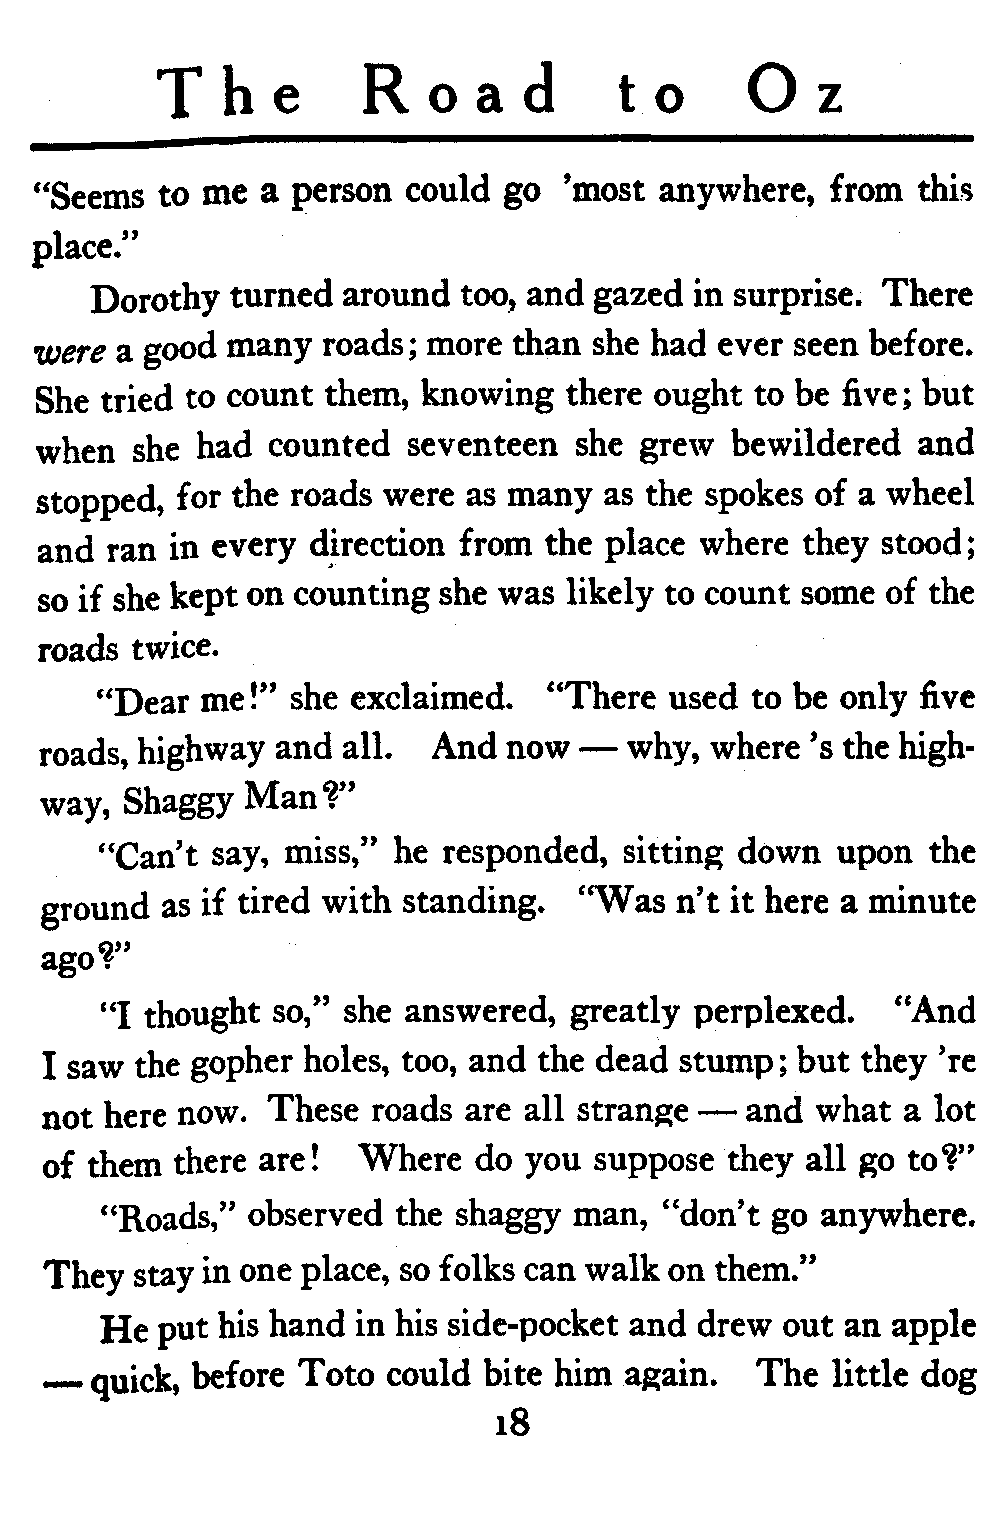 The Road to Oz
“Seems to me a person could go ’most anywhere, from this
place.”
Dorothy turned around too, and gazed in surprise. There
were a good many roads; more than she had ever seen before.
She tried to count them, knowing there ought to be five; but
when she had counted seventeen she grew bewildered and
stopped, for the roads were as many as the spokes of a wheel
and ran in every direction from the place where they stood;
so if she kept on counting she was likely to count some of the
roads twice.
“Dear me!” she exclaimed. “There used to be only five
roads, highway and all. And now — why, where ’s the high-
way, Shaggy Man?”
“Can’t say, miss,” he responded, sitting down upon the
ground as if tired with standing. “Was n’t it here a minute
ago?”
“I thought so,” she answered, greatly perplexed. “And
I saw the gopher holes, too, and the dead stump; but they ’re
not here now. These roads are all strange — and what a lot
of them there are! Where do you suppose they all go to?”
“Roads,” observed the shaggy man, “don’t go anywhere.
They stay in one place, so folks can walk on them.”
He put his hand in his side-pocket and drew out an apple
— quick, before Toto could bite him again. The little dog
18